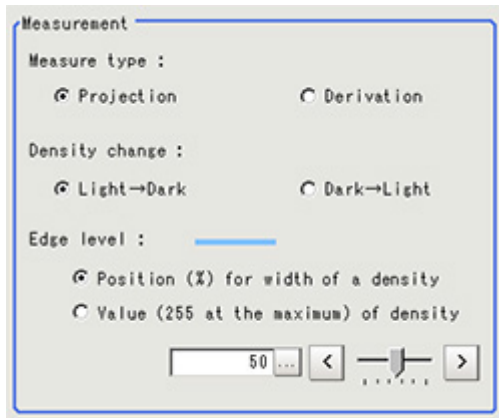 Measurement
Measure type :
Projection Derivation
Density change :
Light→Dark Dark→Light
Edge level :
Position (%) for width of a density
Value (255 at the maximum) of density
50 ... < >